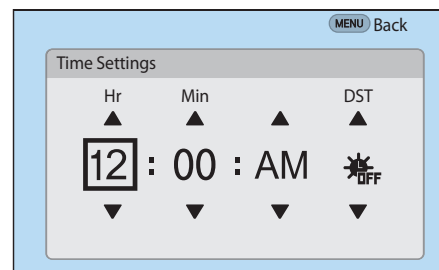 MENU Back
Time Settings
Hr Min DST
12 : 00 : AM OFF